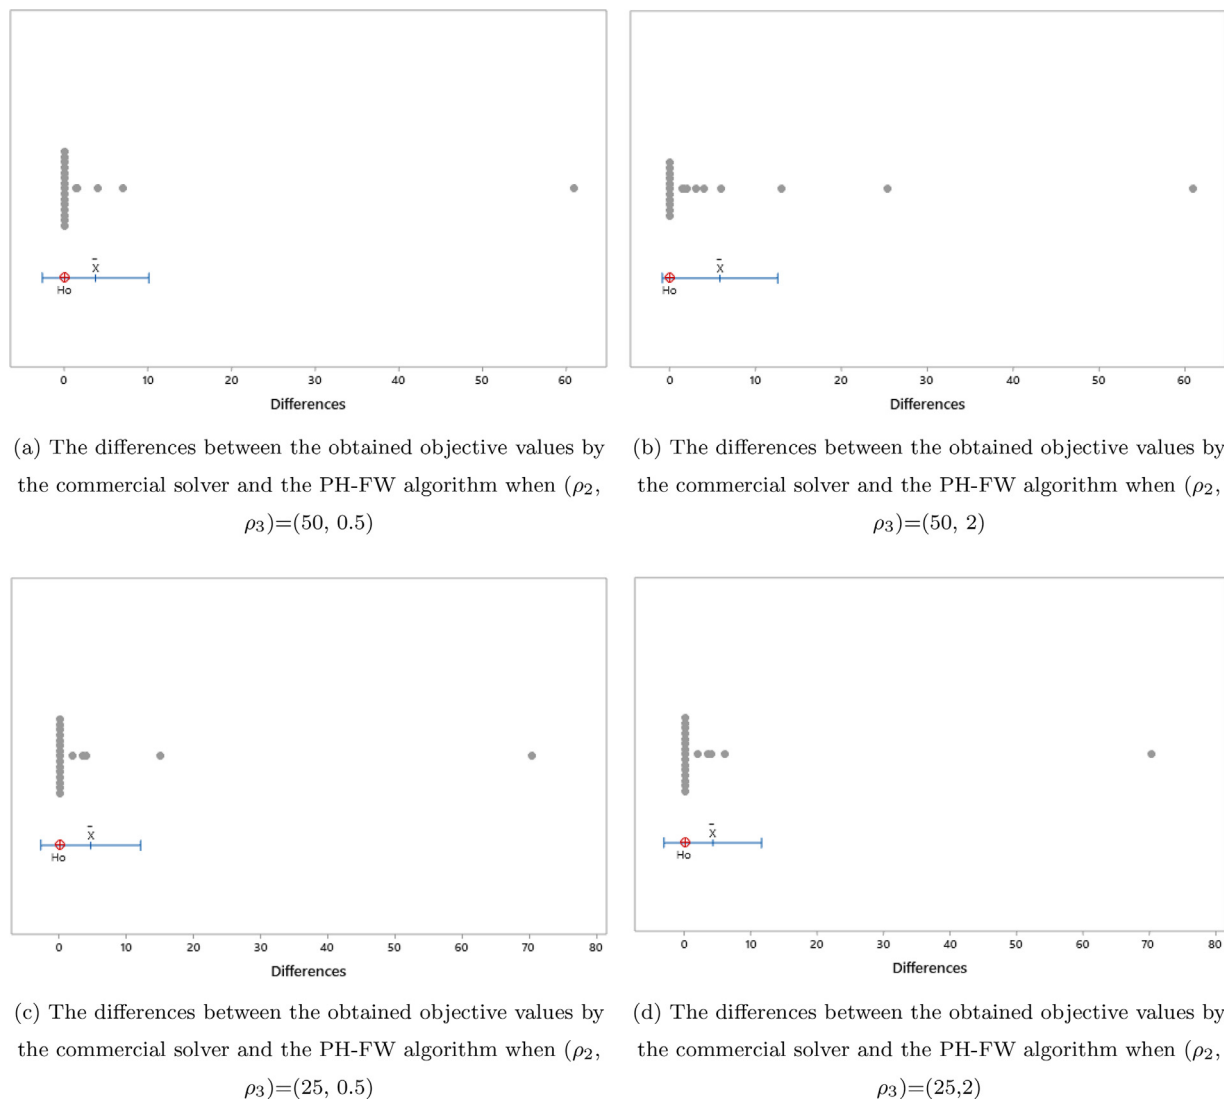 X̄
Ho
0 10 20 30 40 50 60
Differences
(a) The differences between the obtained objective values by
the commercial solver and the PH-FW algorithm when (ρ₂,
ρ₃)=(50, 0.5)
X̄
Ho
0 10 20 30 40 50 60
Differences
(b) The differences between the obtained objective values by
the commercial solver and the PH-FW algorithm when (ρ₂,
ρ₃)=(50, 2)
X̄
Ho
0 10 20 30 40 50 60 70 80
Differences
(c) The differences between the obtained objective values by
the commercial solver and the PH-FW algorithm when (ρ₂,
ρ₃)=(25, 0.5)
X̄
Ho
0 10 20 30 40 50 60 70 80
Differences
(d) The differences between the obtained objective values by
the commercial solver and the PH-FW algorithm when (ρ₂,
ρ₃)=(25,2)